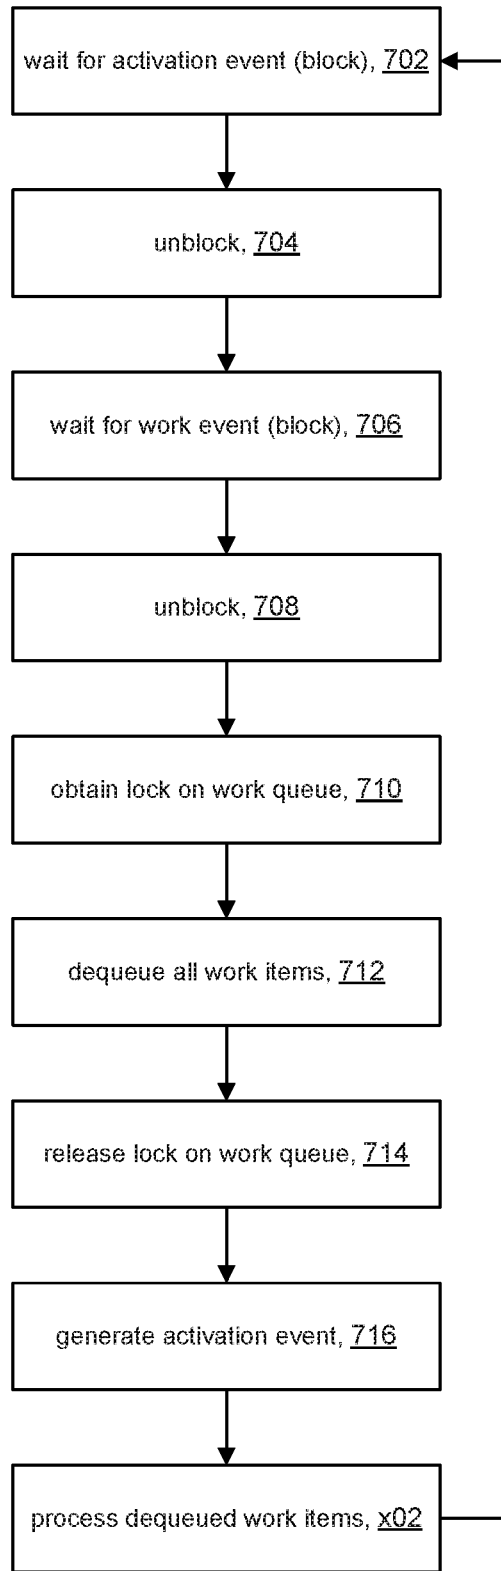 wait for activation event (block), 702
unblock, 704
wait for work event (block), 706
unblock, 708
obtain lock on work queue, 710
dequeue all work items, 712
release lock on work queue, 714
generate activation event, 716
process dequeued work items, x02